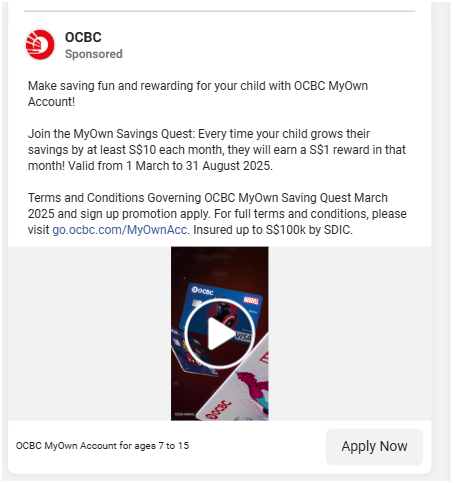 OCBC
Sponsored
Make saving fun and rewarding for your child with OCBC MyOwn
Account!
Join the MyOwn Savings Quest: Every time your child grows their
savings by at least S$10 each month, they will earn a S$1 reward in that
month! Valid from 1 March to 31 August 2025.
Terms and Conditions Governing OCBC MyOwn Saving Quest March
2025 and sign up promotion apply. For full terms and conditions, please
visit go.ocbc.com/MyOwnAcc. Insured up to S$100k by SDIC.
OCBC
MARVEL
VISA
OCBC
OCBC MyOwn Account for ages 7 to 15
Apply Now